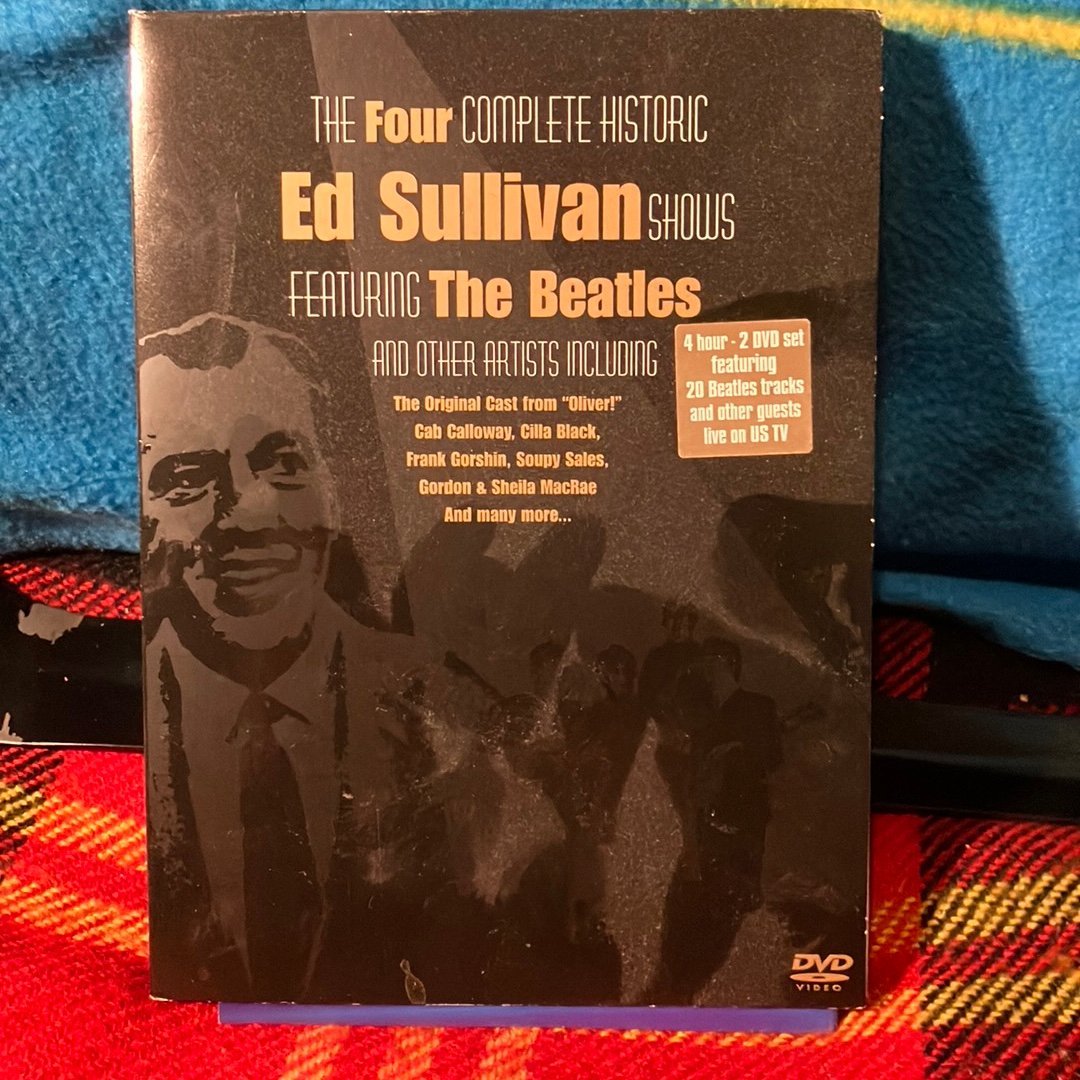 THE Four COMPLETE HISTORIC
Ed Sullivan SHOWS
FEATURING The Beatles
AND OTHER ARTISTS INCLUDING
The Original Cast from "Oliver!"
Cab Calloway, Cilla Black,
Frank Gorshin, Soupy Sales,
Gordon & Sheila MacRae
And many more...
4 hour - 2 DVD set
featuring
20 Beatles tracks
and other guests
live on US TV
DVD
VIDEO